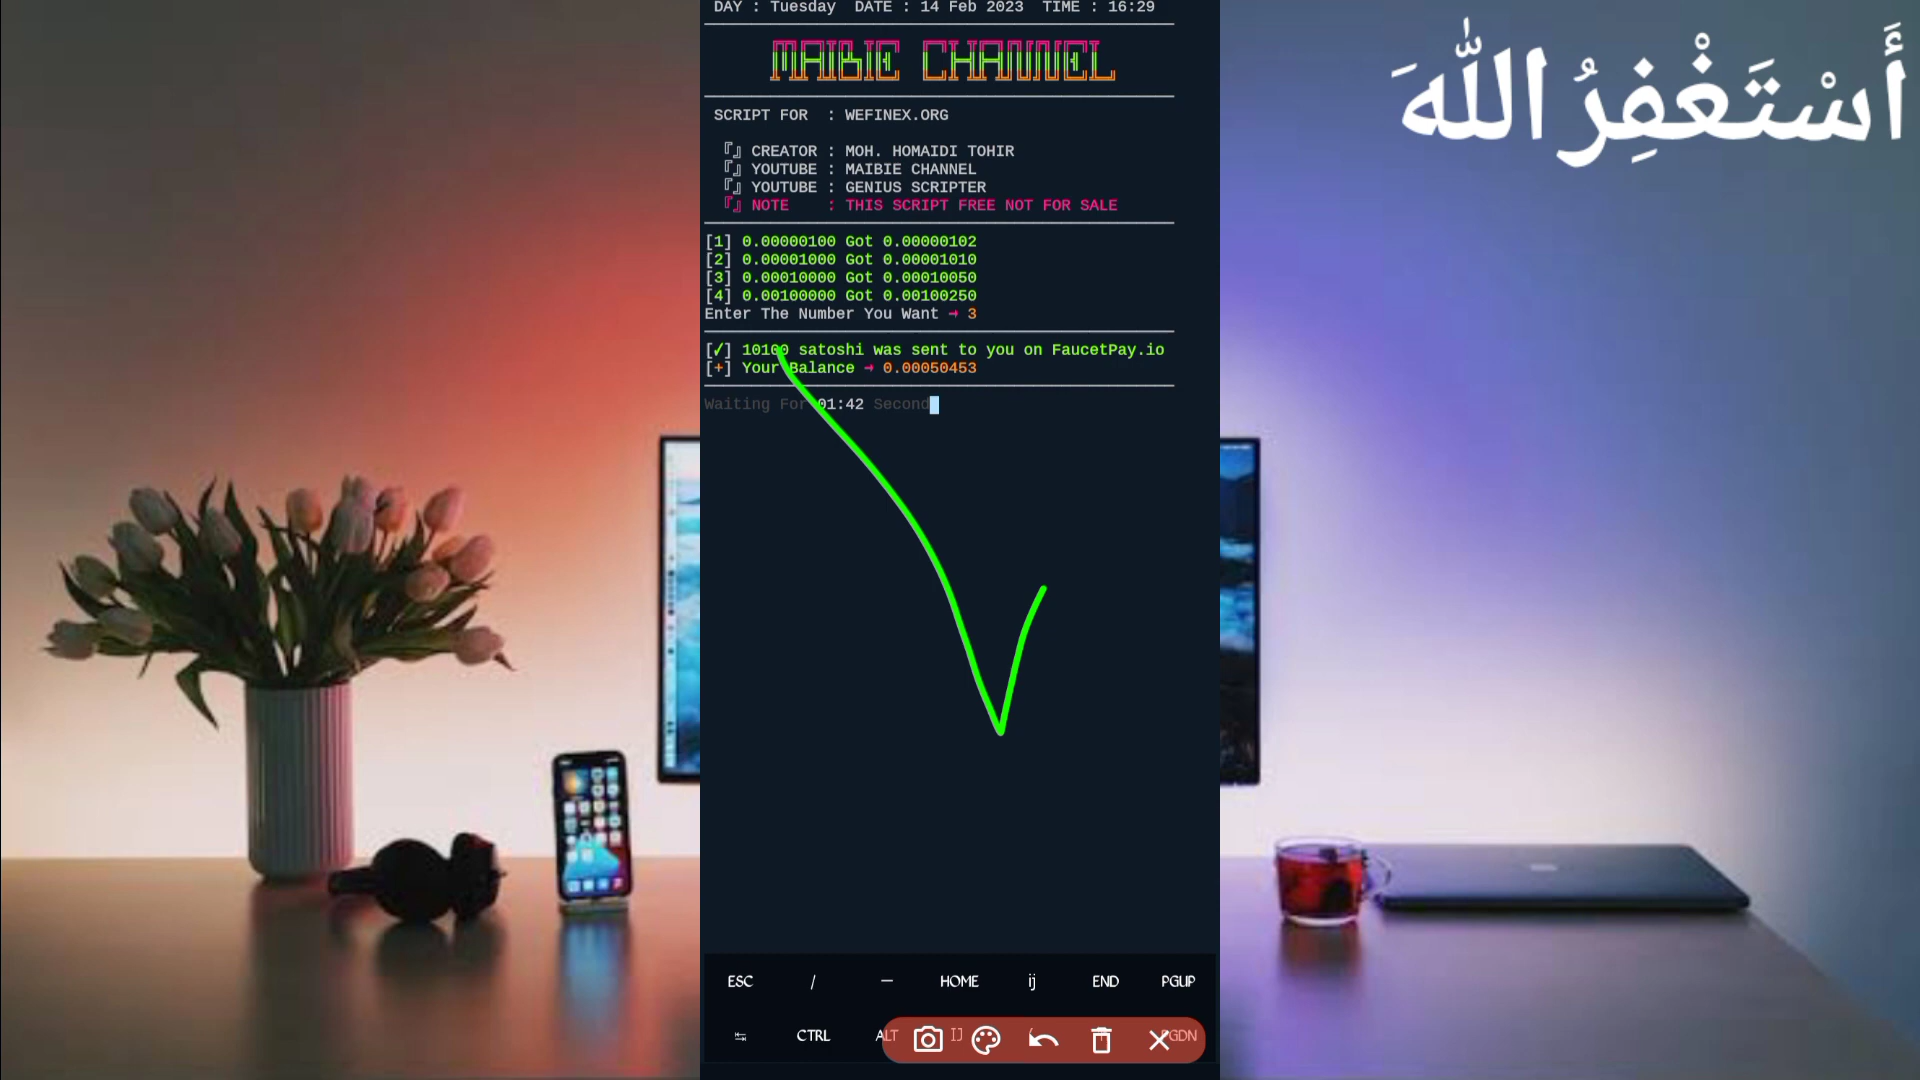 DAY : Tuesday DATE : 14 Feb 2023 TIME : 16:29
MAIBIE CHANNEL
SCRIPT FOR : WEFINEX.ORG
『』 CREATOR : MOH. HOMAIDI TOHIR
『』 YOUTUBE : MAIBIE CHANNEL
『』 YOUTUBE : GENIUS SCRIPTER
『』 NOTE : THIS SCRIPT FREE NOT FOR SALE
[1] 0.00000100 Got 0.00000102
[2] 0.00001000 Got 0.00001010
[3] 0.00010000 Got 0.00010050
[4] 0.00100000 Got 0.00100250
Enter The Number You Want → 3
[✓] 10100 satoshi was sent to you on FaucetPay.io
[+] Your Balance → 0.00050453
Waiting For 01:42 Second
ESC / — HOME ij END PGUP
CTRL ALT PGDN
أَسْتَغْفِرُ اللّٰهَ